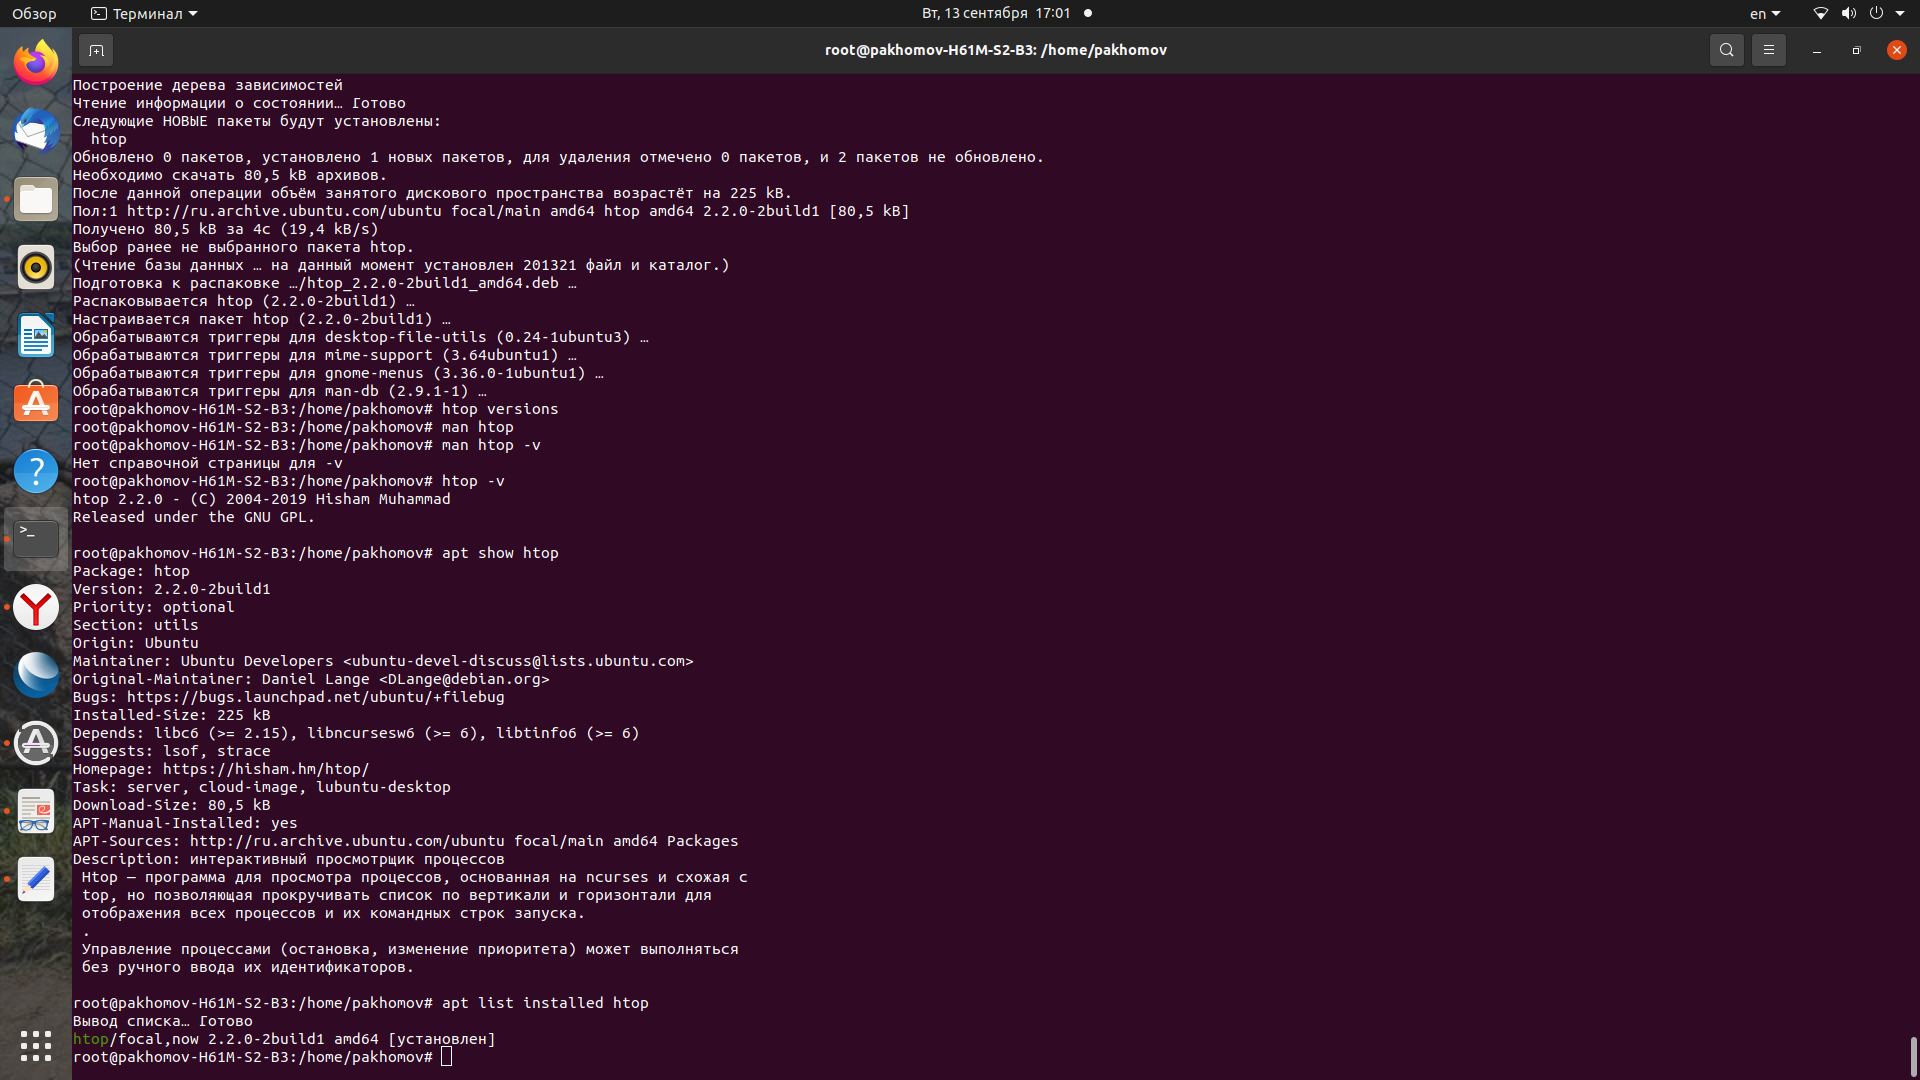 Обзор
Терминал
Вт, 13 сентября 17:01
en
root@pakhomov-H61M-S2-B3: /home/pakhomov
Построение дерева зависимостей
Чтение информации о состоянии… Готово
Следующие НОВЫЕ пакеты будут установлены:
  htop
Обновлено 0 пакетов, установлено 1 новых пакетов, для удаления отмечено 0 пакетов, и 2 пакетов не обновлено.
Необходимо скачать 80,5 kB архивов.
После данной операции объём занятого дискового пространства возрастёт на 225 kB.
Пол:1 http://ru.archive.ubuntu.com/ubuntu focal/main amd64 htop amd64 2.2.0-2build1 [80,5 kB]
Получено 80,5 kB за 4с (19,4 kB/s)
Выбор ранее не выбранного пакета htop.
(Чтение базы данных … на данный момент установлен 201321 файл и каталог.)
Подготовка к распаковке …/htop_2.2.0-2build1_amd64.deb …
Распаковывается htop (2.2.0-2build1) …
Настраивается пакет htop (2.2.0-2build1) …
Обрабатываются триггеры для desktop-file-utils (0.24-1ubuntu3) …
Обрабатываются триггеры для mime-support (3.64ubuntu1) …
Обрабатываются триггеры для gnome-menus (3.36.0-1ubuntu1) …
Обрабатываются триггеры для man-db (2.9.1-1) …
root@pakhomov-H61M-S2-B3:/home/pakhomov# htop versions
root@pakhomov-H61M-S2-B3:/home/pakhomov# man htop
root@pakhomov-H61M-S2-B3:/home/pakhomov# man htop -v
Нет справочной страницы для -v
root@pakhomov-H61M-S2-B3:/home/pakhomov# htop -v
htop 2.2.0 - (C) 2004-2019 Hisham Muhammad
Released under the GNU GPL.
root@pakhomov-H61M-S2-B3:/home/pakhomov# apt show htop
Package: htop
Version: 2.2.0-2build1
Priority: optional
Section: utils
Origin: Ubuntu
Maintainer: Ubuntu Developers <ubuntu-devel-discuss@lists.ubuntu.com>
Original-Maintainer: Daniel Lange <DLange@debian.org>
Bugs: https://bugs.launchpad.net/ubuntu/+filebug
Installed-Size: 225 kB
Depends: libc6 (>= 2.15), libncursesw6 (>= 6), libtinfo6 (>= 6)
Suggests: lsof, strace
Homepage: https://hisham.hm/htop/
Task: server, cloud-image, lubuntu-desktop
Download-Size: 80,5 kB
APT-Manual-Installed: yes
APT-Sources: http://ru.archive.ubuntu.com/ubuntu focal/main amd64 Packages
Description: интерактивный просмотрщик процессов
 Htop — программа для просмотра процессов, основанная на ncurses и схожая с
 top, но позволяющая прокручивать список по вертикали и горизонтали для
 отображения всех процессов и их командных строк запуска.
 .
 Управление процессами (остановка, изменение приоритета) может выполняться
 без ручного ввода их идентификаторов.
root@pakhomov-H61M-S2-B3:/home/pakhomov# apt list installed htop
Вывод списка… Готово
htop/focal,now 2.2.0-2build1 amd64 [установлен]
root@pakhomov-H61M-S2-B3:/home/pakhomov#